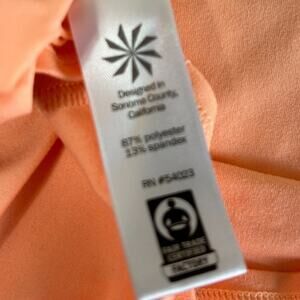 Designed in
Sonoma County,
California
87% polyester
13% spandex
RN #54023
FAIR TRADE
CERTIFIED
FACTORY